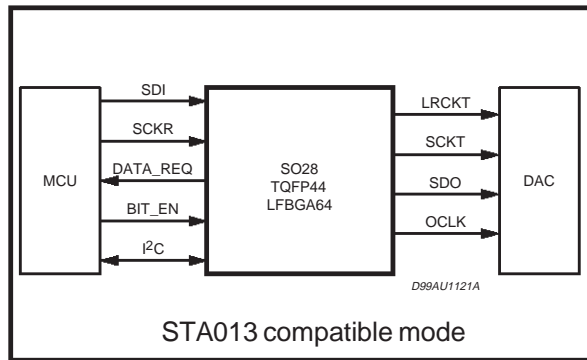 SDI
SCKR
DATA_REQ
BIT_EN
I²C
MCU
SO28
TQFP44
LFBGA64
LRCKT
SCKT
SDO
OCLK
DAC
D99AU1121A
STA013 compatible mode